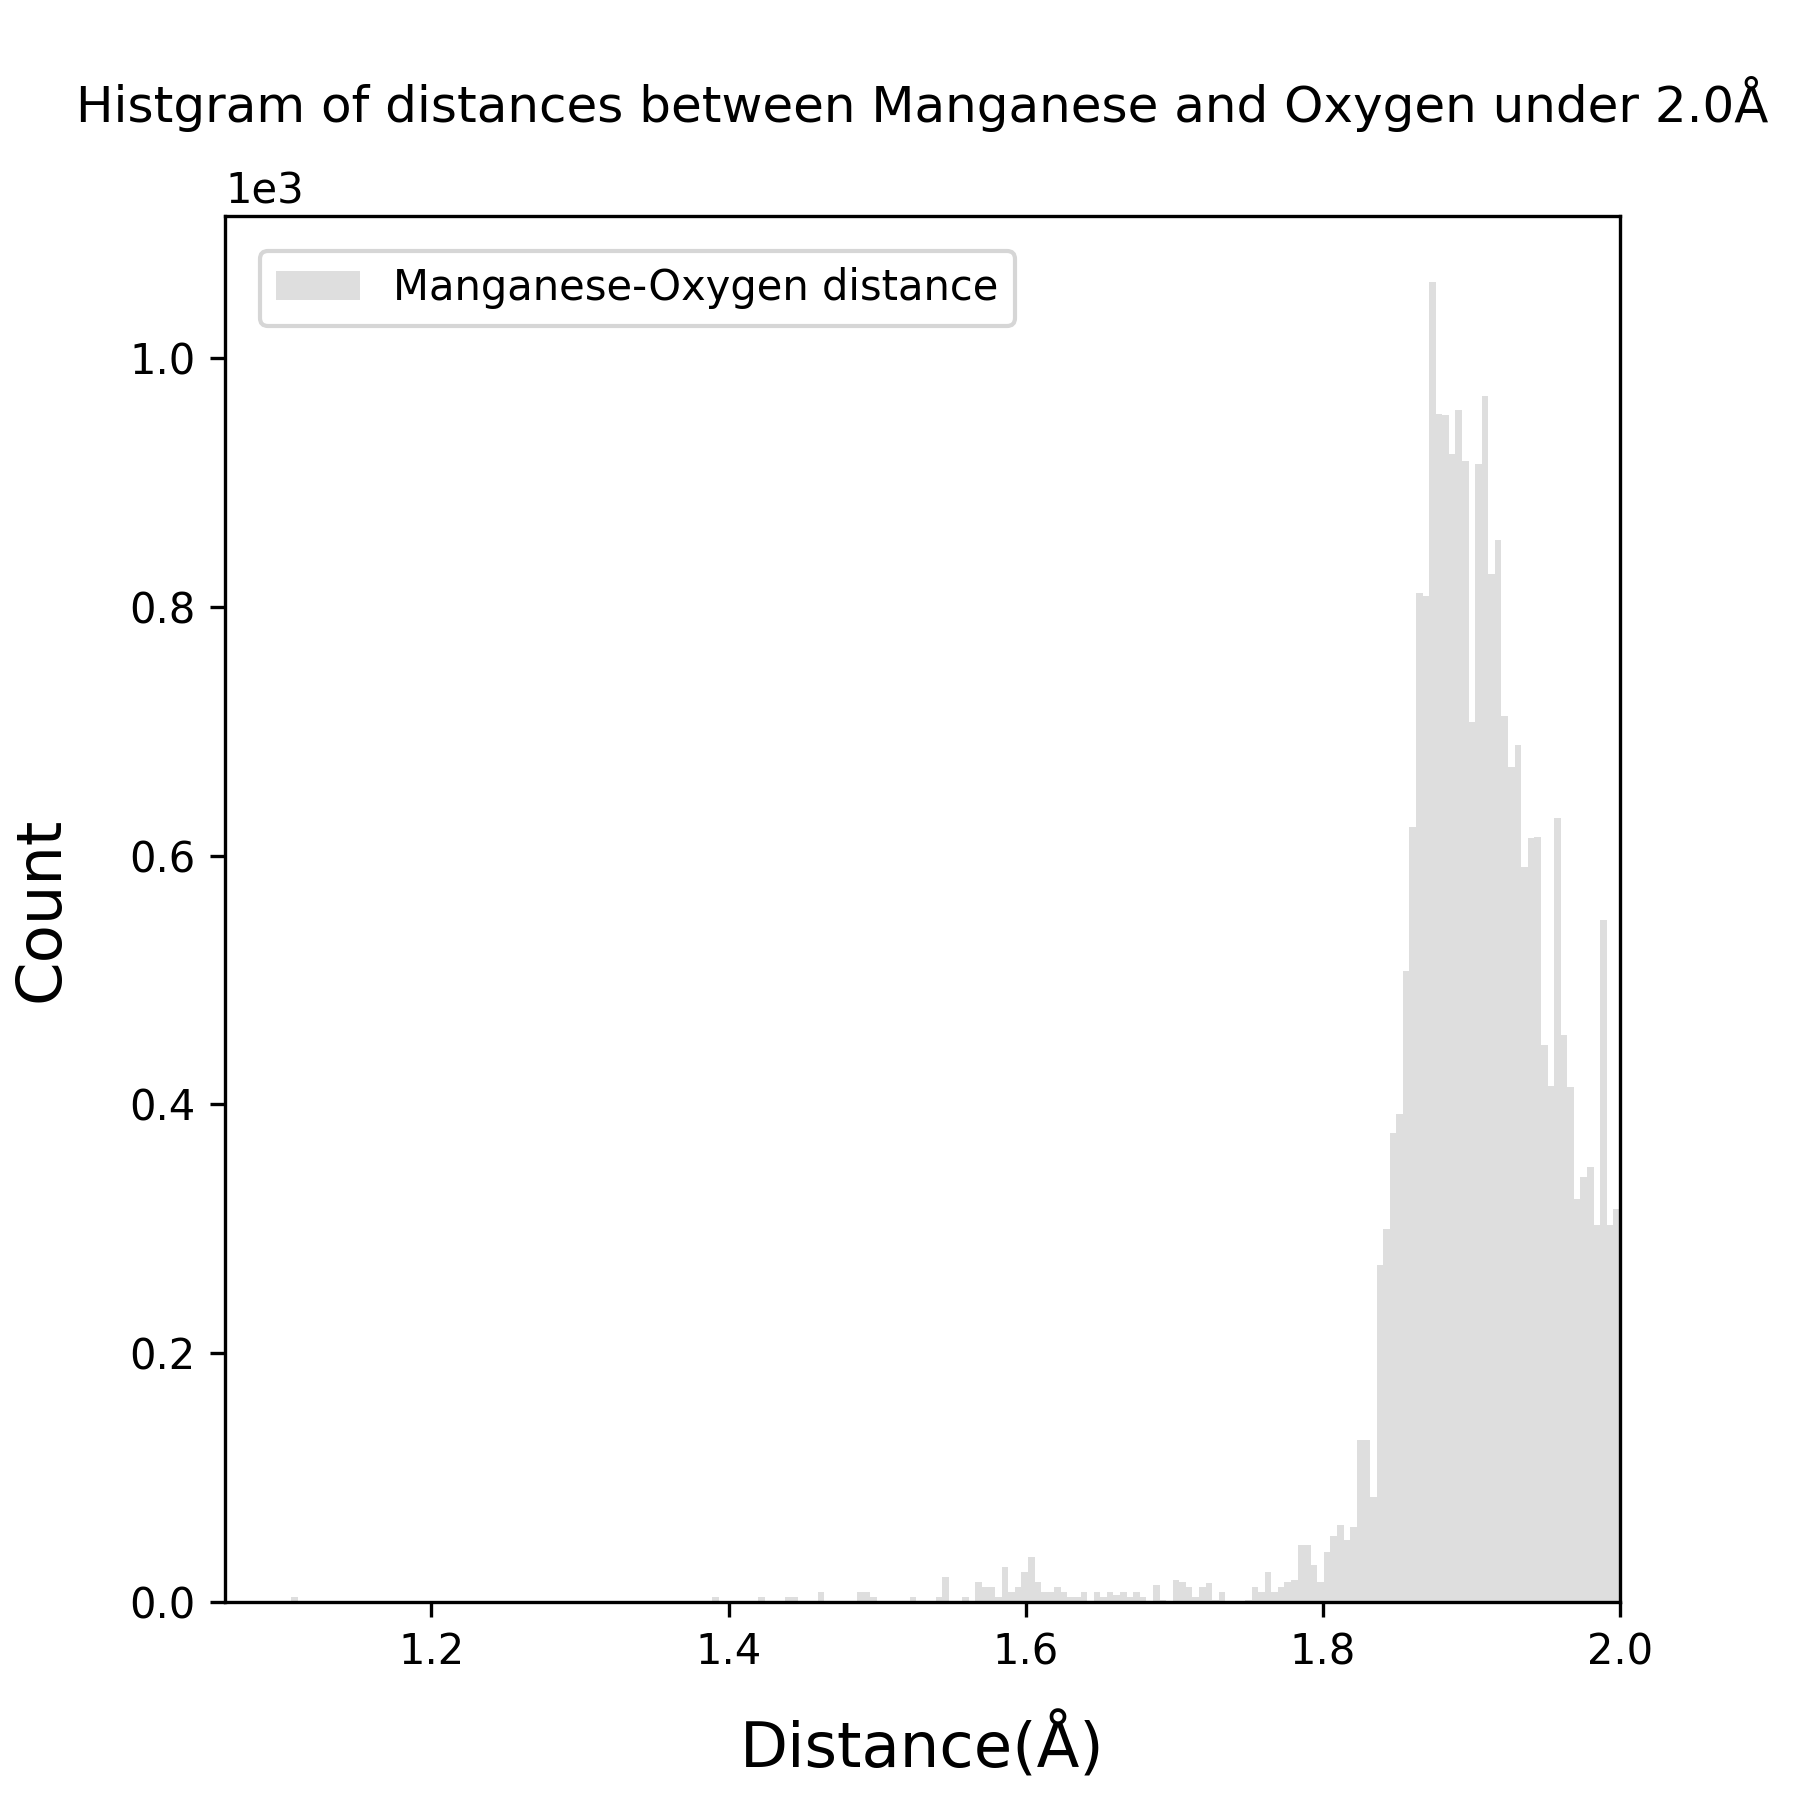 Histgram of distances between Manganese and Oxygen under 2.0Å
1e3
Manganese-Oxygen distance
1.0
0.8
0.6
0.4
0.2
0.0
Count
1.2 1.4 1.6 1.8 2.0
Distance(Å)